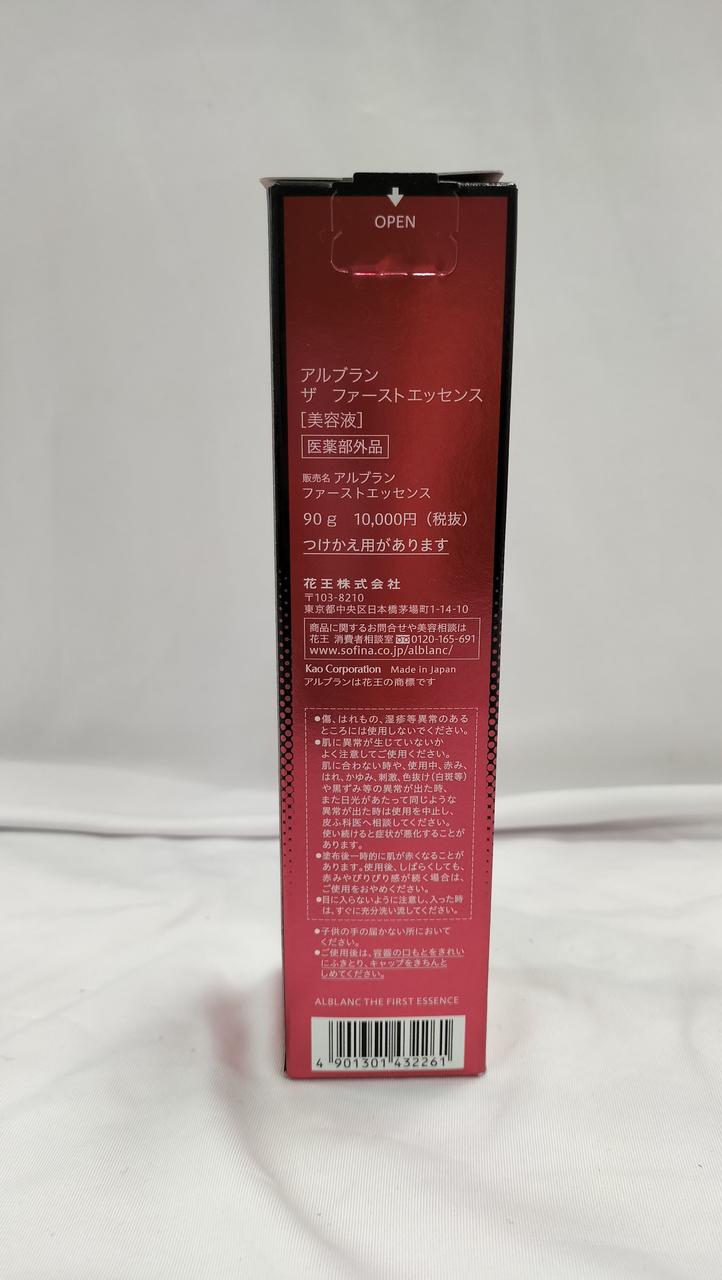 OPEN
アルブラン
ザ ファーストエッセンス
[美容液]
医薬部外品
販売名 アルブラン
ファーストエッセンス
90g 10,000円（税抜）
つけかえ用があります
花王株式会社
〒103-8210
東京都中央区日本橋茅場町1-14-10
商品に関するお問合せや美容相談は
花王 消費者相談室 0120-165-691
www.sofina.co.jp/alblanc/
Kao Corporation Made in Japan
アルブランは花王の商標です
●傷、はれもの、湿疹等異常のある
ところには使用しないでください。
●肌に異常が生じていないか
よく注意してご使用ください。
肌に合わない時や、使用中、赤み、
はれ、かゆみ、刺激、色抜け(白斑等)
や黒ずみ等の異常が出た時、
また日光があたって同じような
異常が出た時は使用を中止し、
皮ふ科医へ相談してください。
使い続けると症状が悪化することが
あります。
●塗布後一時的に肌が赤くなることが
あります。使用後、しばらくしても、
赤みやぴりぴり感が続く場合は、
ご使用をおやめください。
●目に入らないように注意し、入った時
は、すぐに充分洗い流してください。
●子供の手の届かない所において
ください。
●ご使用後は、容器の口もとをきれい
にふきとり、キャップをきちんと
しめてください。
ALBLANC THE FIRST ESSENCE
4 901301 432261